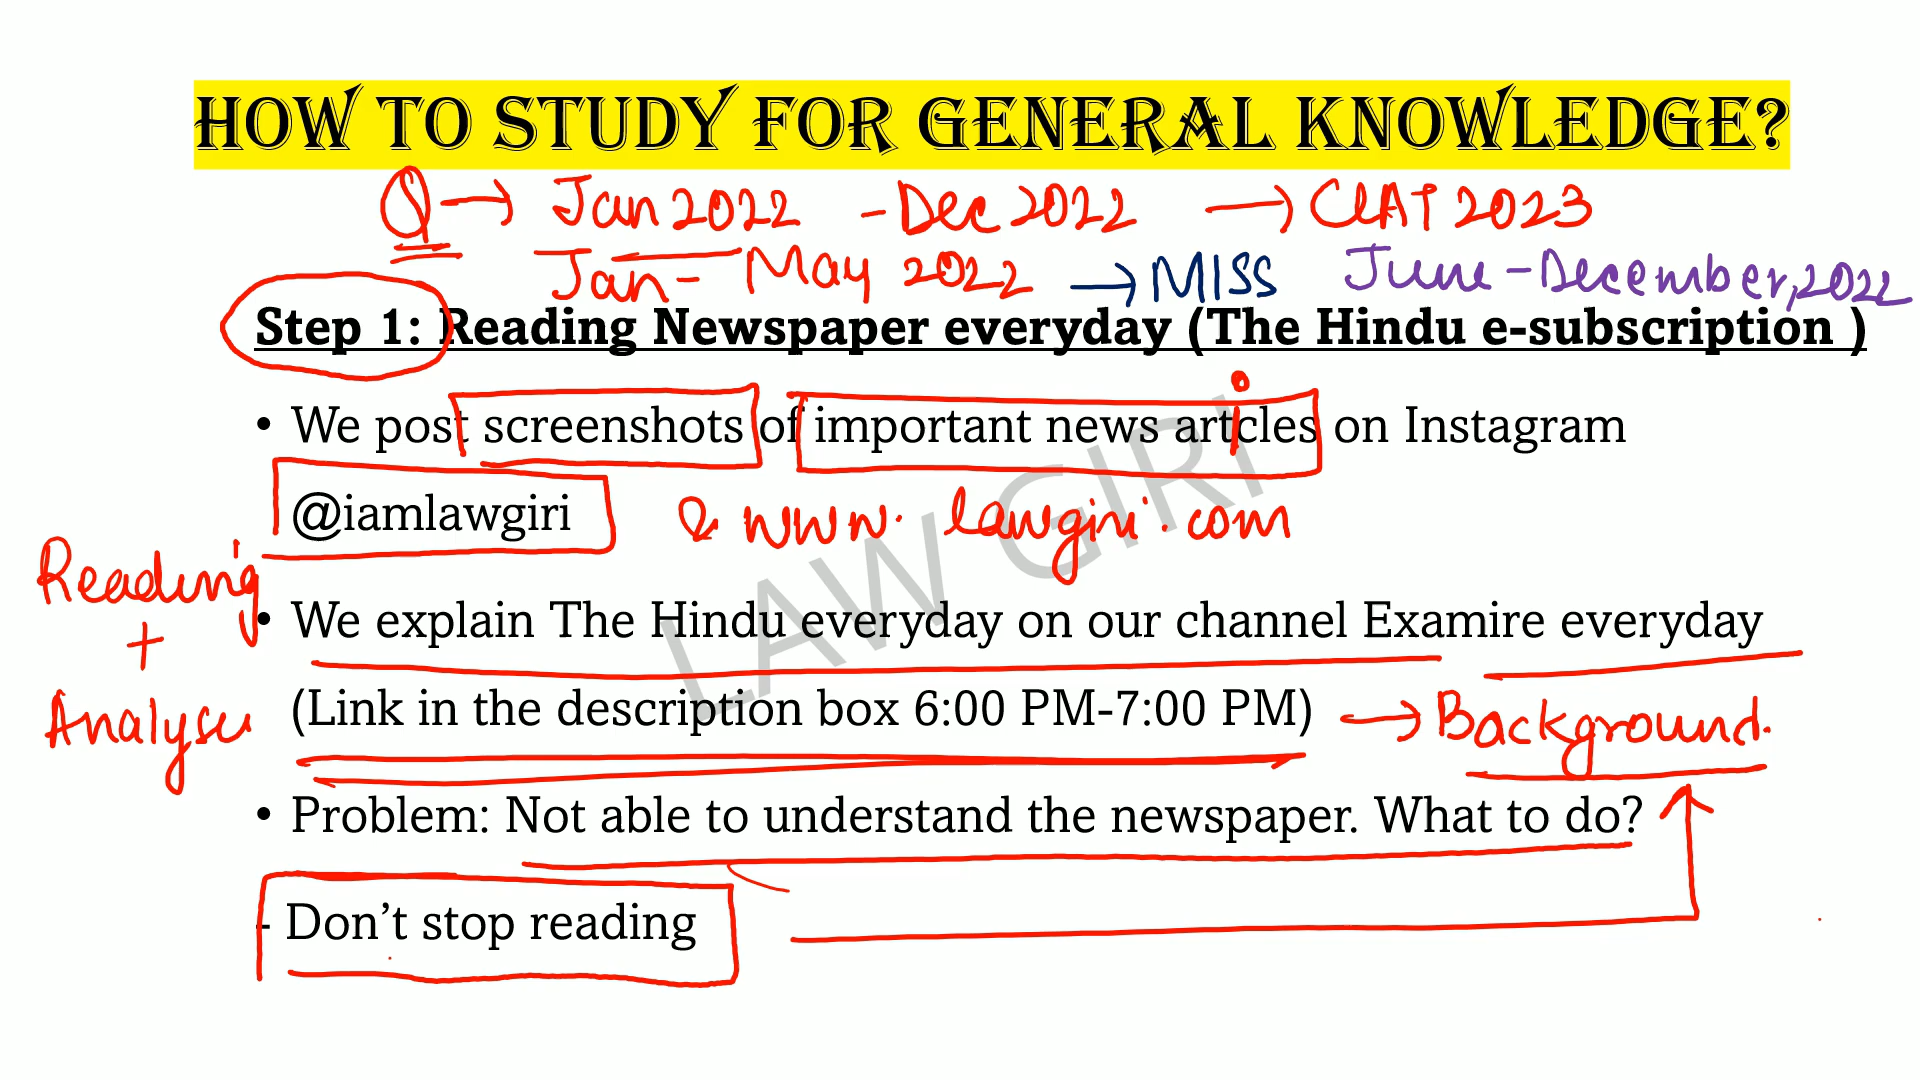 HOW TO STUDY FOR GENERAL KNOWLEDGE?
Q → Jan 2022 - Dec 2022 → CLAT 2023
Jan - May 2022 → MISS June - December, 2022
Step 1: Reading Newspaper everyday (The Hindu e-subscription )
• We post screenshots of important news articles on Instagram
@iamlawgiri & www.lawgiri.com
Reading
+
Analyse
• We explain The Hindu everyday on our channel Examire everyday
(Link in the description box 6:00 PM-7:00 PM) → Background.
• Problem: Not able to understand the newspaper. What to do?
- Don’t stop reading
LAW GIRI